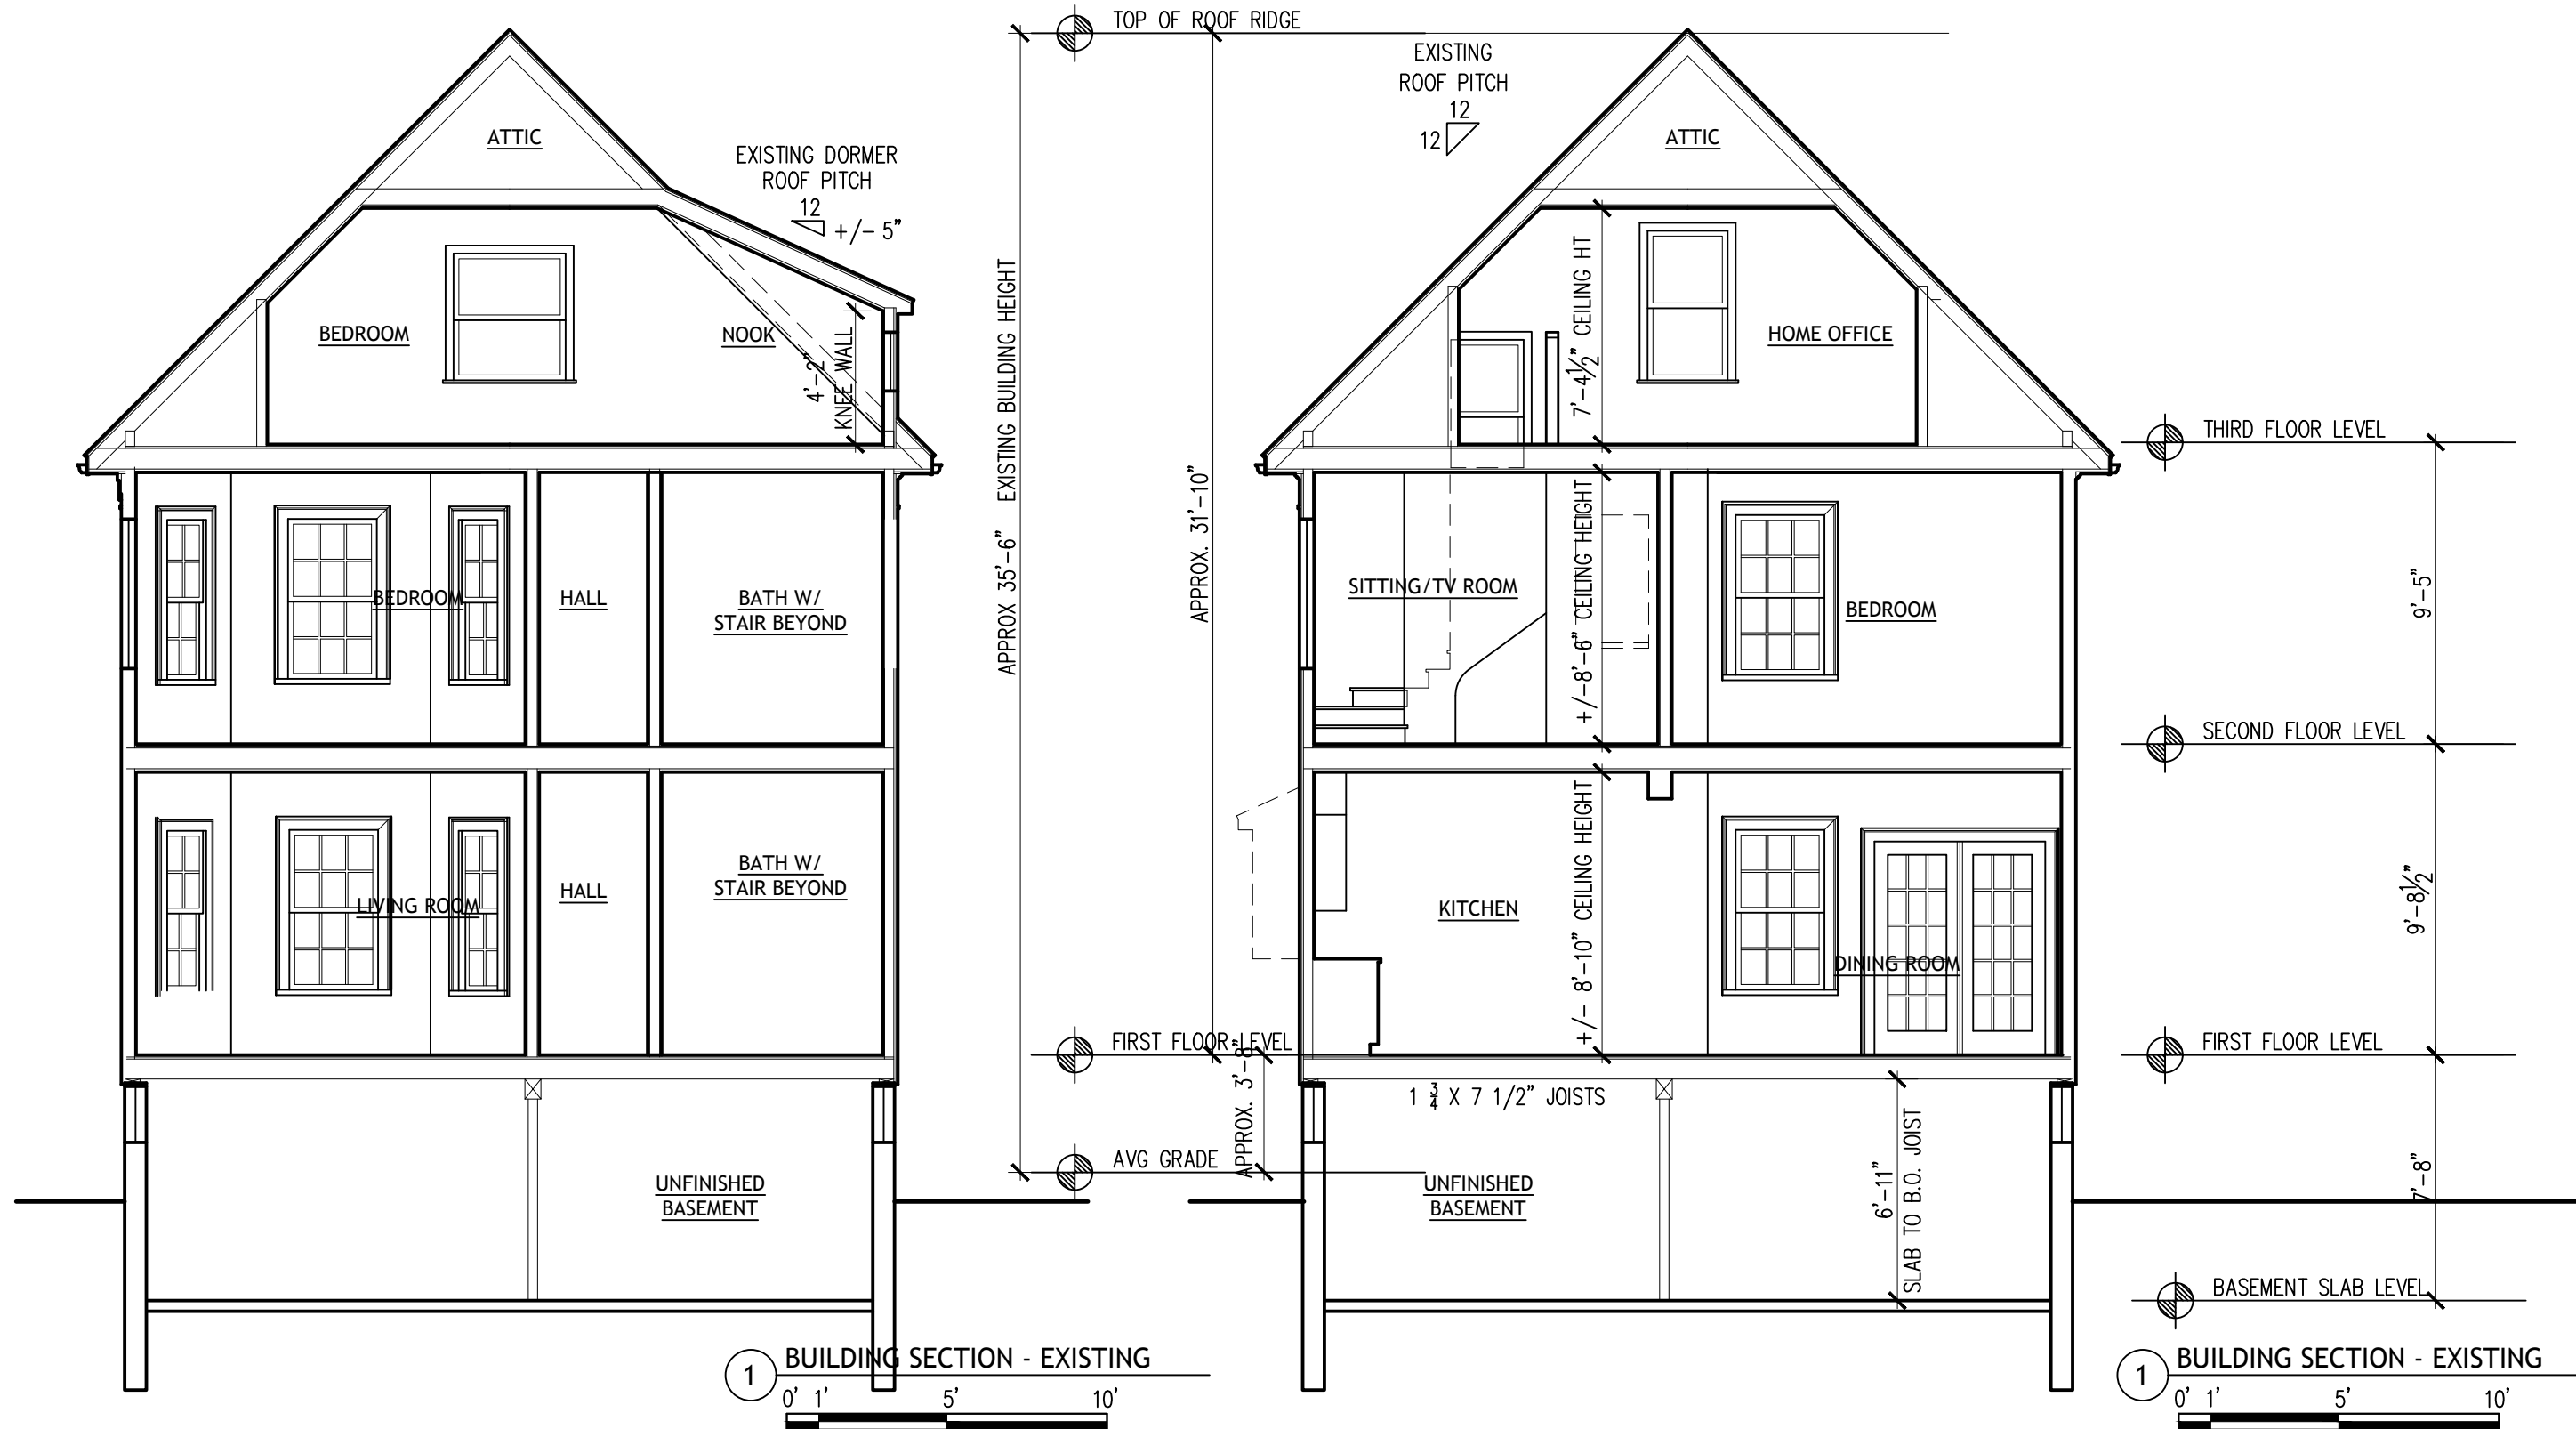 TOP OF ROOF RIDGE
EXISTING
ROOF PITCH
12
12
ATTIC
ATTIC
EXISTING DORMER
ROOF PITCH
12
+/- 5"
BEDROOM
NOOK
4'-2"
KNEE WALL
APPROX 35'-6" EXISTING BUILDING HEIGHT
APPROX. 31'-10"
7'-4½" CEILING HT
HOME OFFICE
THIRD FLOOR LEVEL
BEDROOM
HALL
BATH W/
STAIR BEYOND
SITTING/TV ROOM
+/-8'-6" CEILING HEIGHT
BEDROOM
9'-5"
SECOND FLOOR LEVEL
LIVING ROOM
HALL
BATH W/
STAIR BEYOND
KITCHEN
+/- 8'-10" CEILING HEIGHT
DINING ROOM
9'-8½"
FIRST FLOOR LEVEL
APPROX. 3'-8"
FIRST FLOOR LEVEL
1 ¾ X 7 1/2" JOISTS
AVG GRADE
UNFINISHED
BASEMENT
UNFINISHED
BASEMENT
6'-11"
SLAB TO B.O. JOIST
7'-8"
BASEMENT SLAB LEVEL
1
BUILDING SECTION - EXISTING
0' 1' 5' 10'
1
BUILDING SECTION - EXISTING
0' 1' 5' 10'